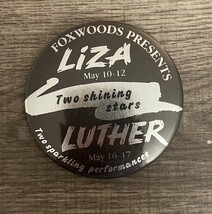 FOXWOODS PRESENTS
LiZA
May 10-12
Two shining
stars
LUTHER
May 16-17
Two sparkling performances